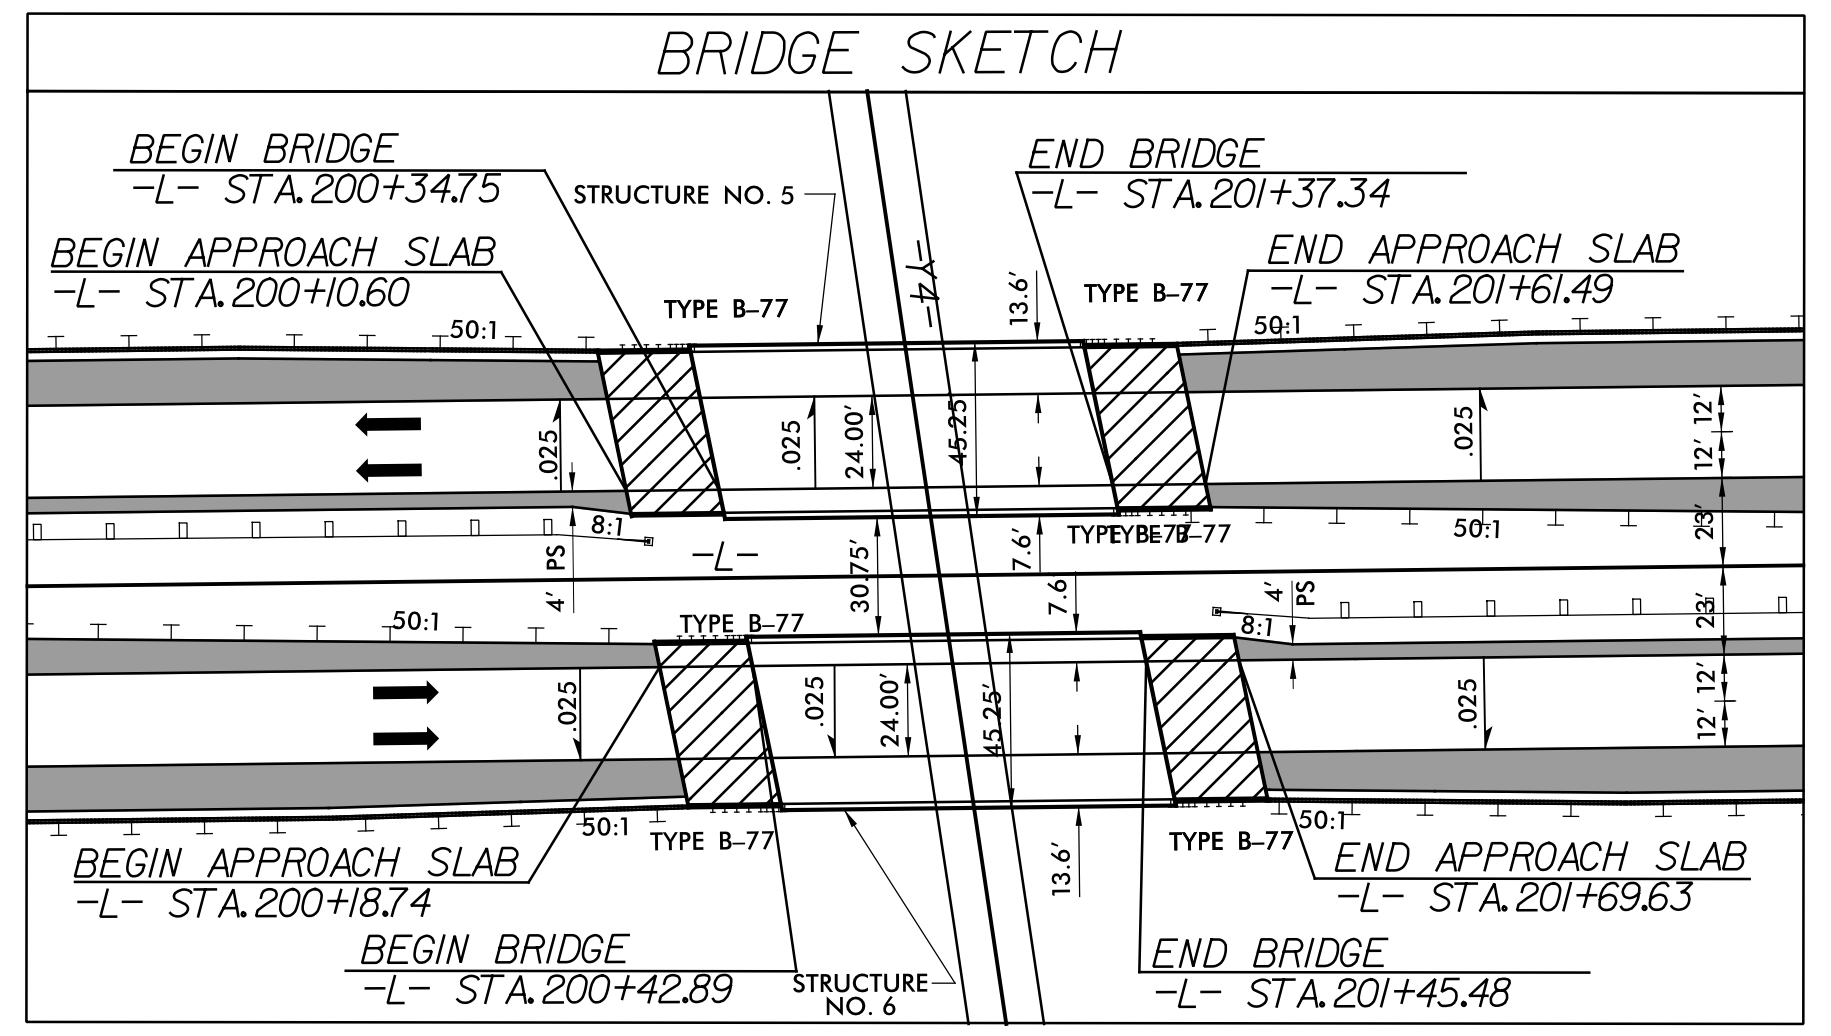 BRIDGE SKETCH
BEGIN BRIDGE
-L- STA. 200+34.75
STRUCTURE NO. 5
END BRIDGE
-L- STA. 201+37.34
BEGIN APPROACH SLAB
-L- STA. 200+10.60
END APPROACH SLAB
-L- STA. 201+61.49
-Y4-
13.6'
TYPE B-77
TYPE B-77
50:1
50:1
.025
.025
24.00'
45.25'
.025
12'
12'
8:1
TYPE B-77
TYPE B-77
50:1
23'
4' PS
-L-
30.75'
7.6'
7.6'
4' PS
23'
50:1
TYPE B-77
8:1
.025
.025
24.00'
45.25'
.025
12'
12'
50:1
TYPE B-77
13.6'
TYPE B-77
50:1
BEGIN APPROACH SLAB
-L- STA. 200+18.74
END APPROACH SLAB
-L- STA. 201+69.63
BEGIN BRIDGE
-L- STA. 200+42.89
STRUCTURE
NO. 6
END BRIDGE
-L- STA. 201+45.48